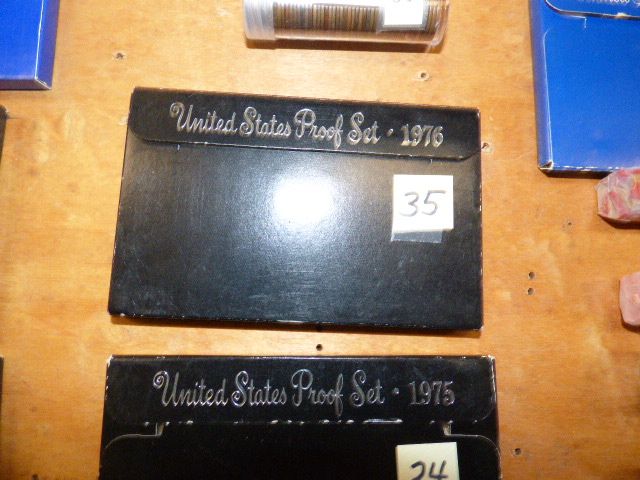 United States Proof Set · 1976
35
United States Proof Set · 1975
24